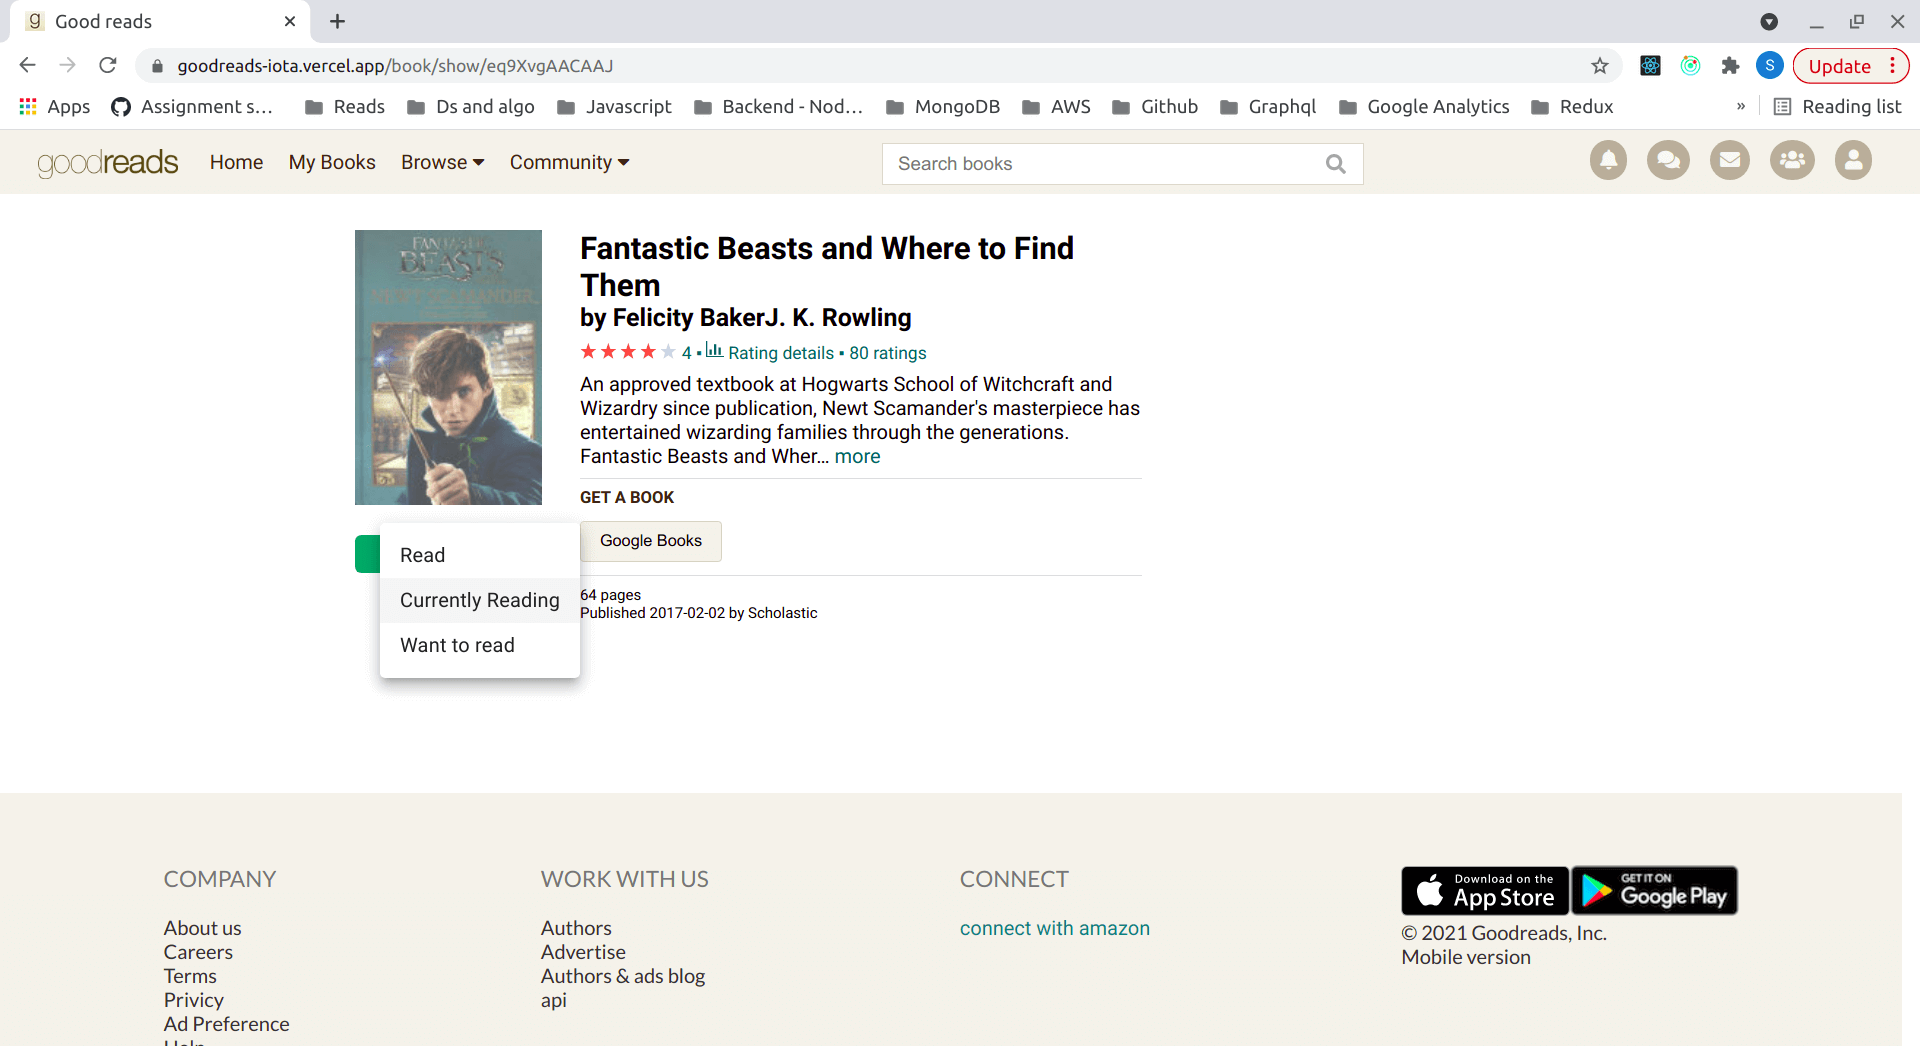 Good reads
goodreads-iota.vercel.app/book/show/eq9XvgAACAAJ
S
Update
Apps
Assignment s...
Reads
Ds and algo
Javascript
Backend - Nod...
MongoDB
AWS
Github
Graphql
Google Analytics
Redux
»
Reading list
goodreads
Home
My Books
Browse
Community
Search books
FANTASTIC
BEASTS
NEWT SCAMANDER
Fantastic Beasts and Where to Find
Them
by Felicity BakerJ. K. Rowling
4 • Rating details • 80 ratings
An approved textbook at Hogwarts School of Witchcraft and
Wizardry since publication, Newt Scamander's masterpiece has
entertained wizarding families through the generations.
Fantastic Beasts and Wher... more
GET A BOOK
Google Books
Read
Currently Reading
Want to read
64 pages
Published 2017-02-02 by Scholastic
COMPANY
About us
Careers
Terms
Privicy
Ad Preference
Help
WORK WITH US
Authors
Advertise
Authors & ads blog
api
CONNECT
connect with amazon
Download on the
App Store
GET IT ON
Google Play
© 2021 Goodreads, Inc.
Mobile version